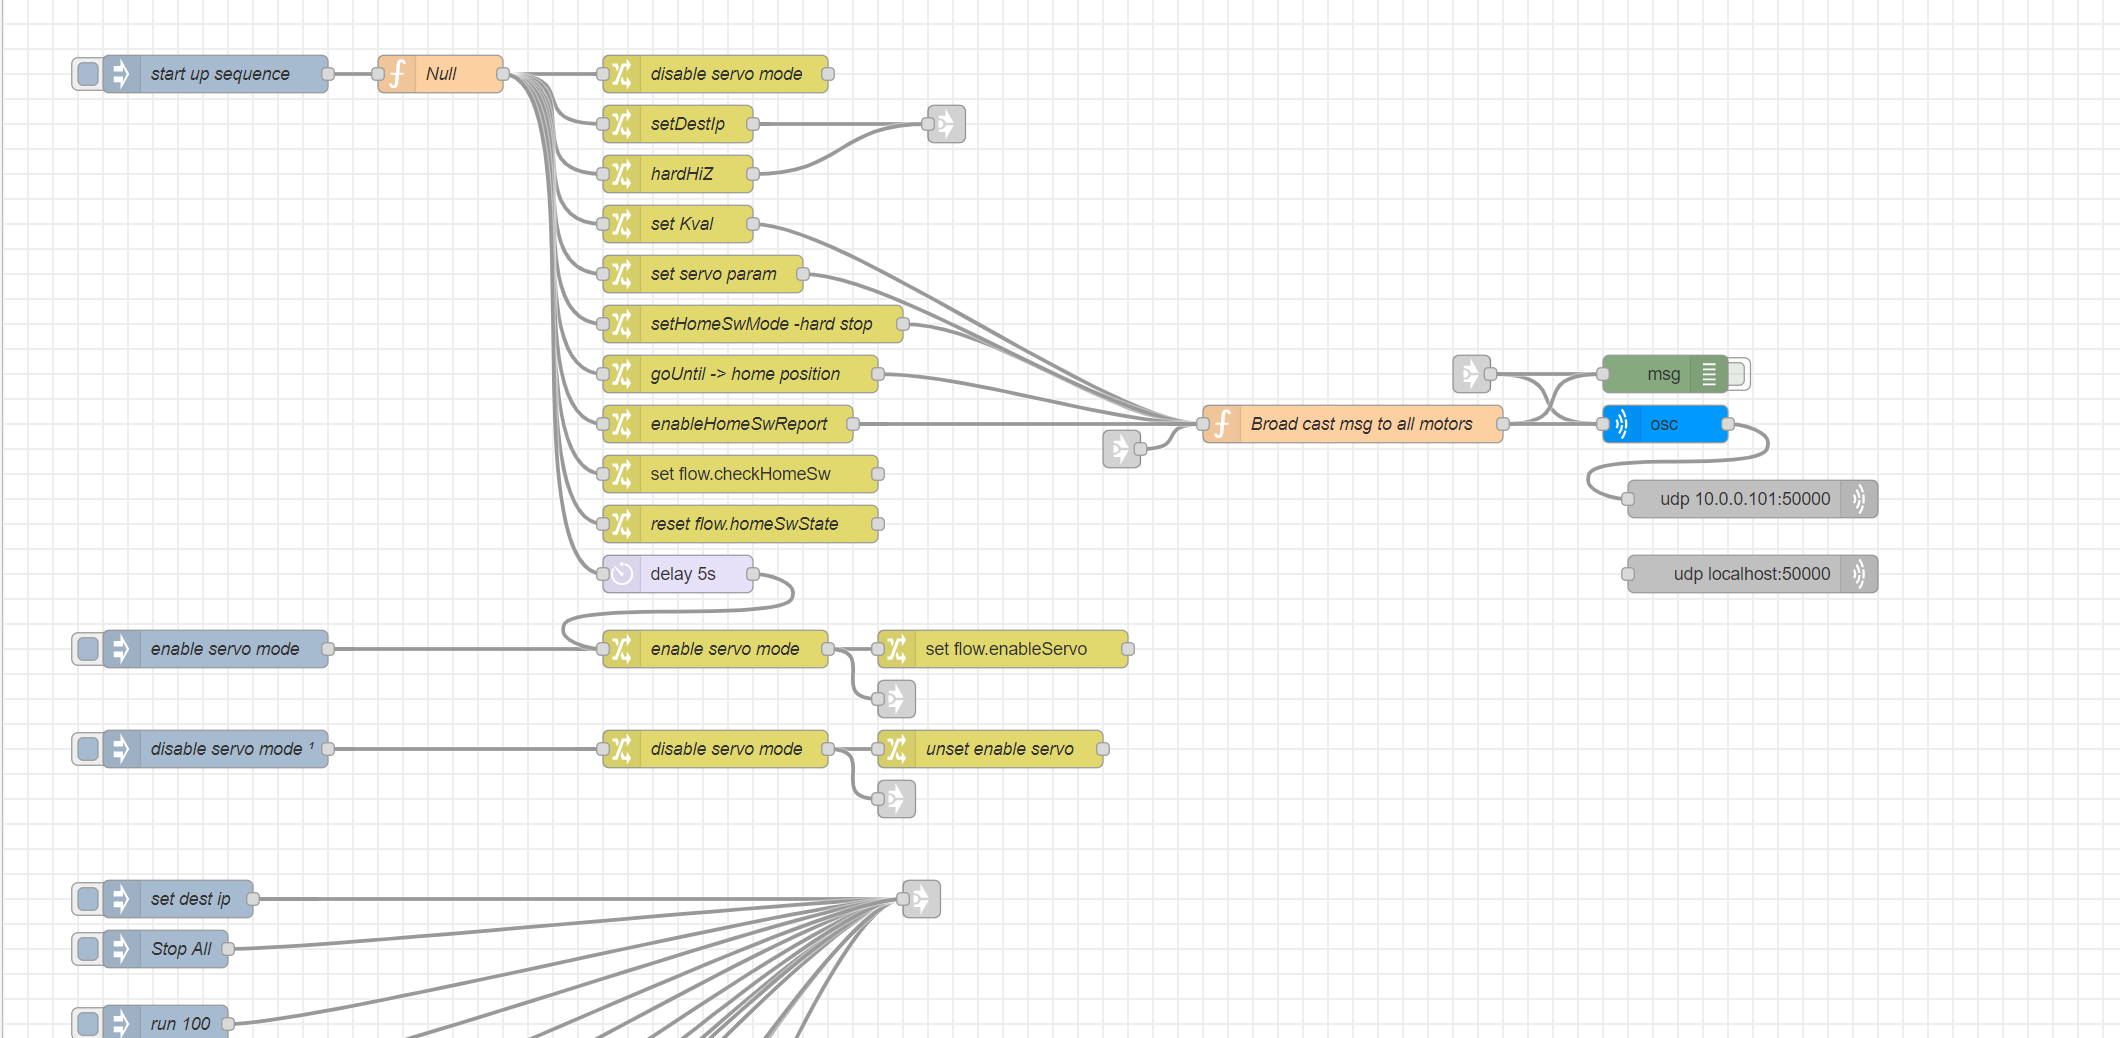 start up sequence
Null
disable servo mode
setDestIp
hardHiZ
set Kval
set servo param
setHomeSwMode -hard stop
goUntil -> home position
enableHomeSwReport
set flow.checkHomeSw
reset flow.homeSwState
delay 5s
Broad cast msg to all motors
msg
osc
udp 10.0.0.101:50000
udp localhost:50000
enable servo mode
enable servo mode
set flow.enableServo
disable servo mode ¹
disable servo mode
unset enable servo
set dest ip
Stop All
run 100